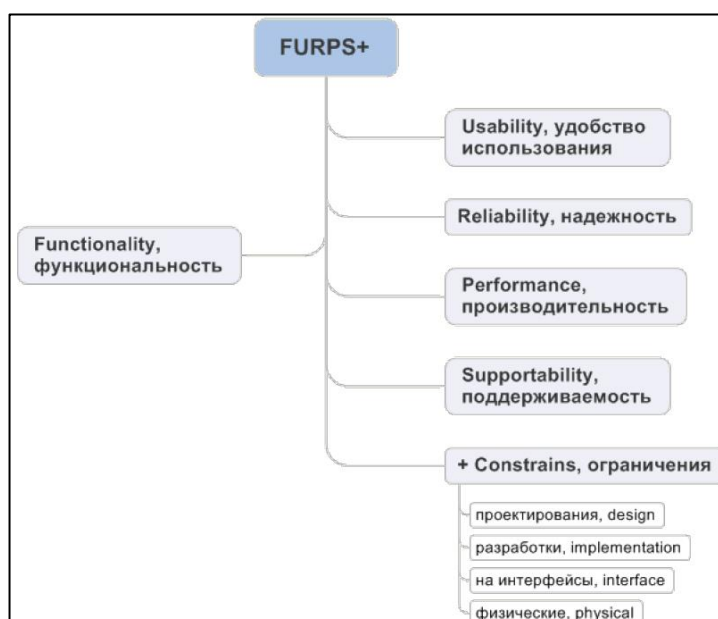 FURPS+
Usability, удобство
использования
Reliability, надежность
Functionality,
функциональность
Performance,
производительность
Supportability,
поддерживаемость
+ Constrains, ограничения
проектирования, design
разработки, implementation
на интерфейсы, interface
физические, physical